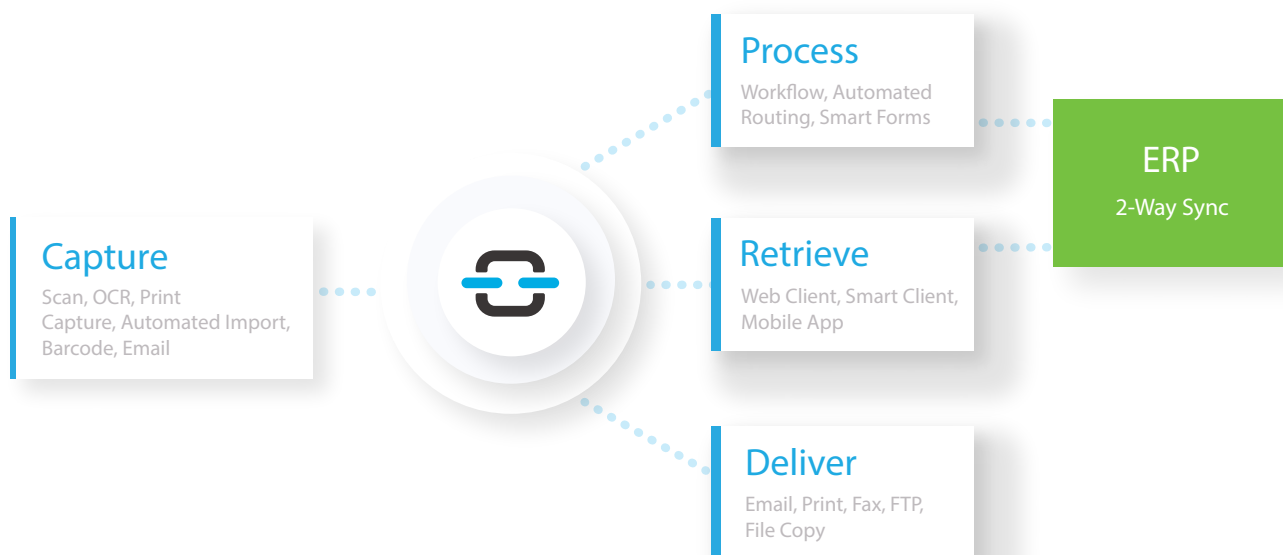 Capture
Scan, OCR, Print
Capture, Automated Import,
Barcode, Email
Process
Workflow, Automated
Routing, Smart Forms
Retrieve
Web Client, Smart Client,
Mobile App
Deliver
Email, Print, Fax, FTP,
File Copy
ERP
2-Way Sync